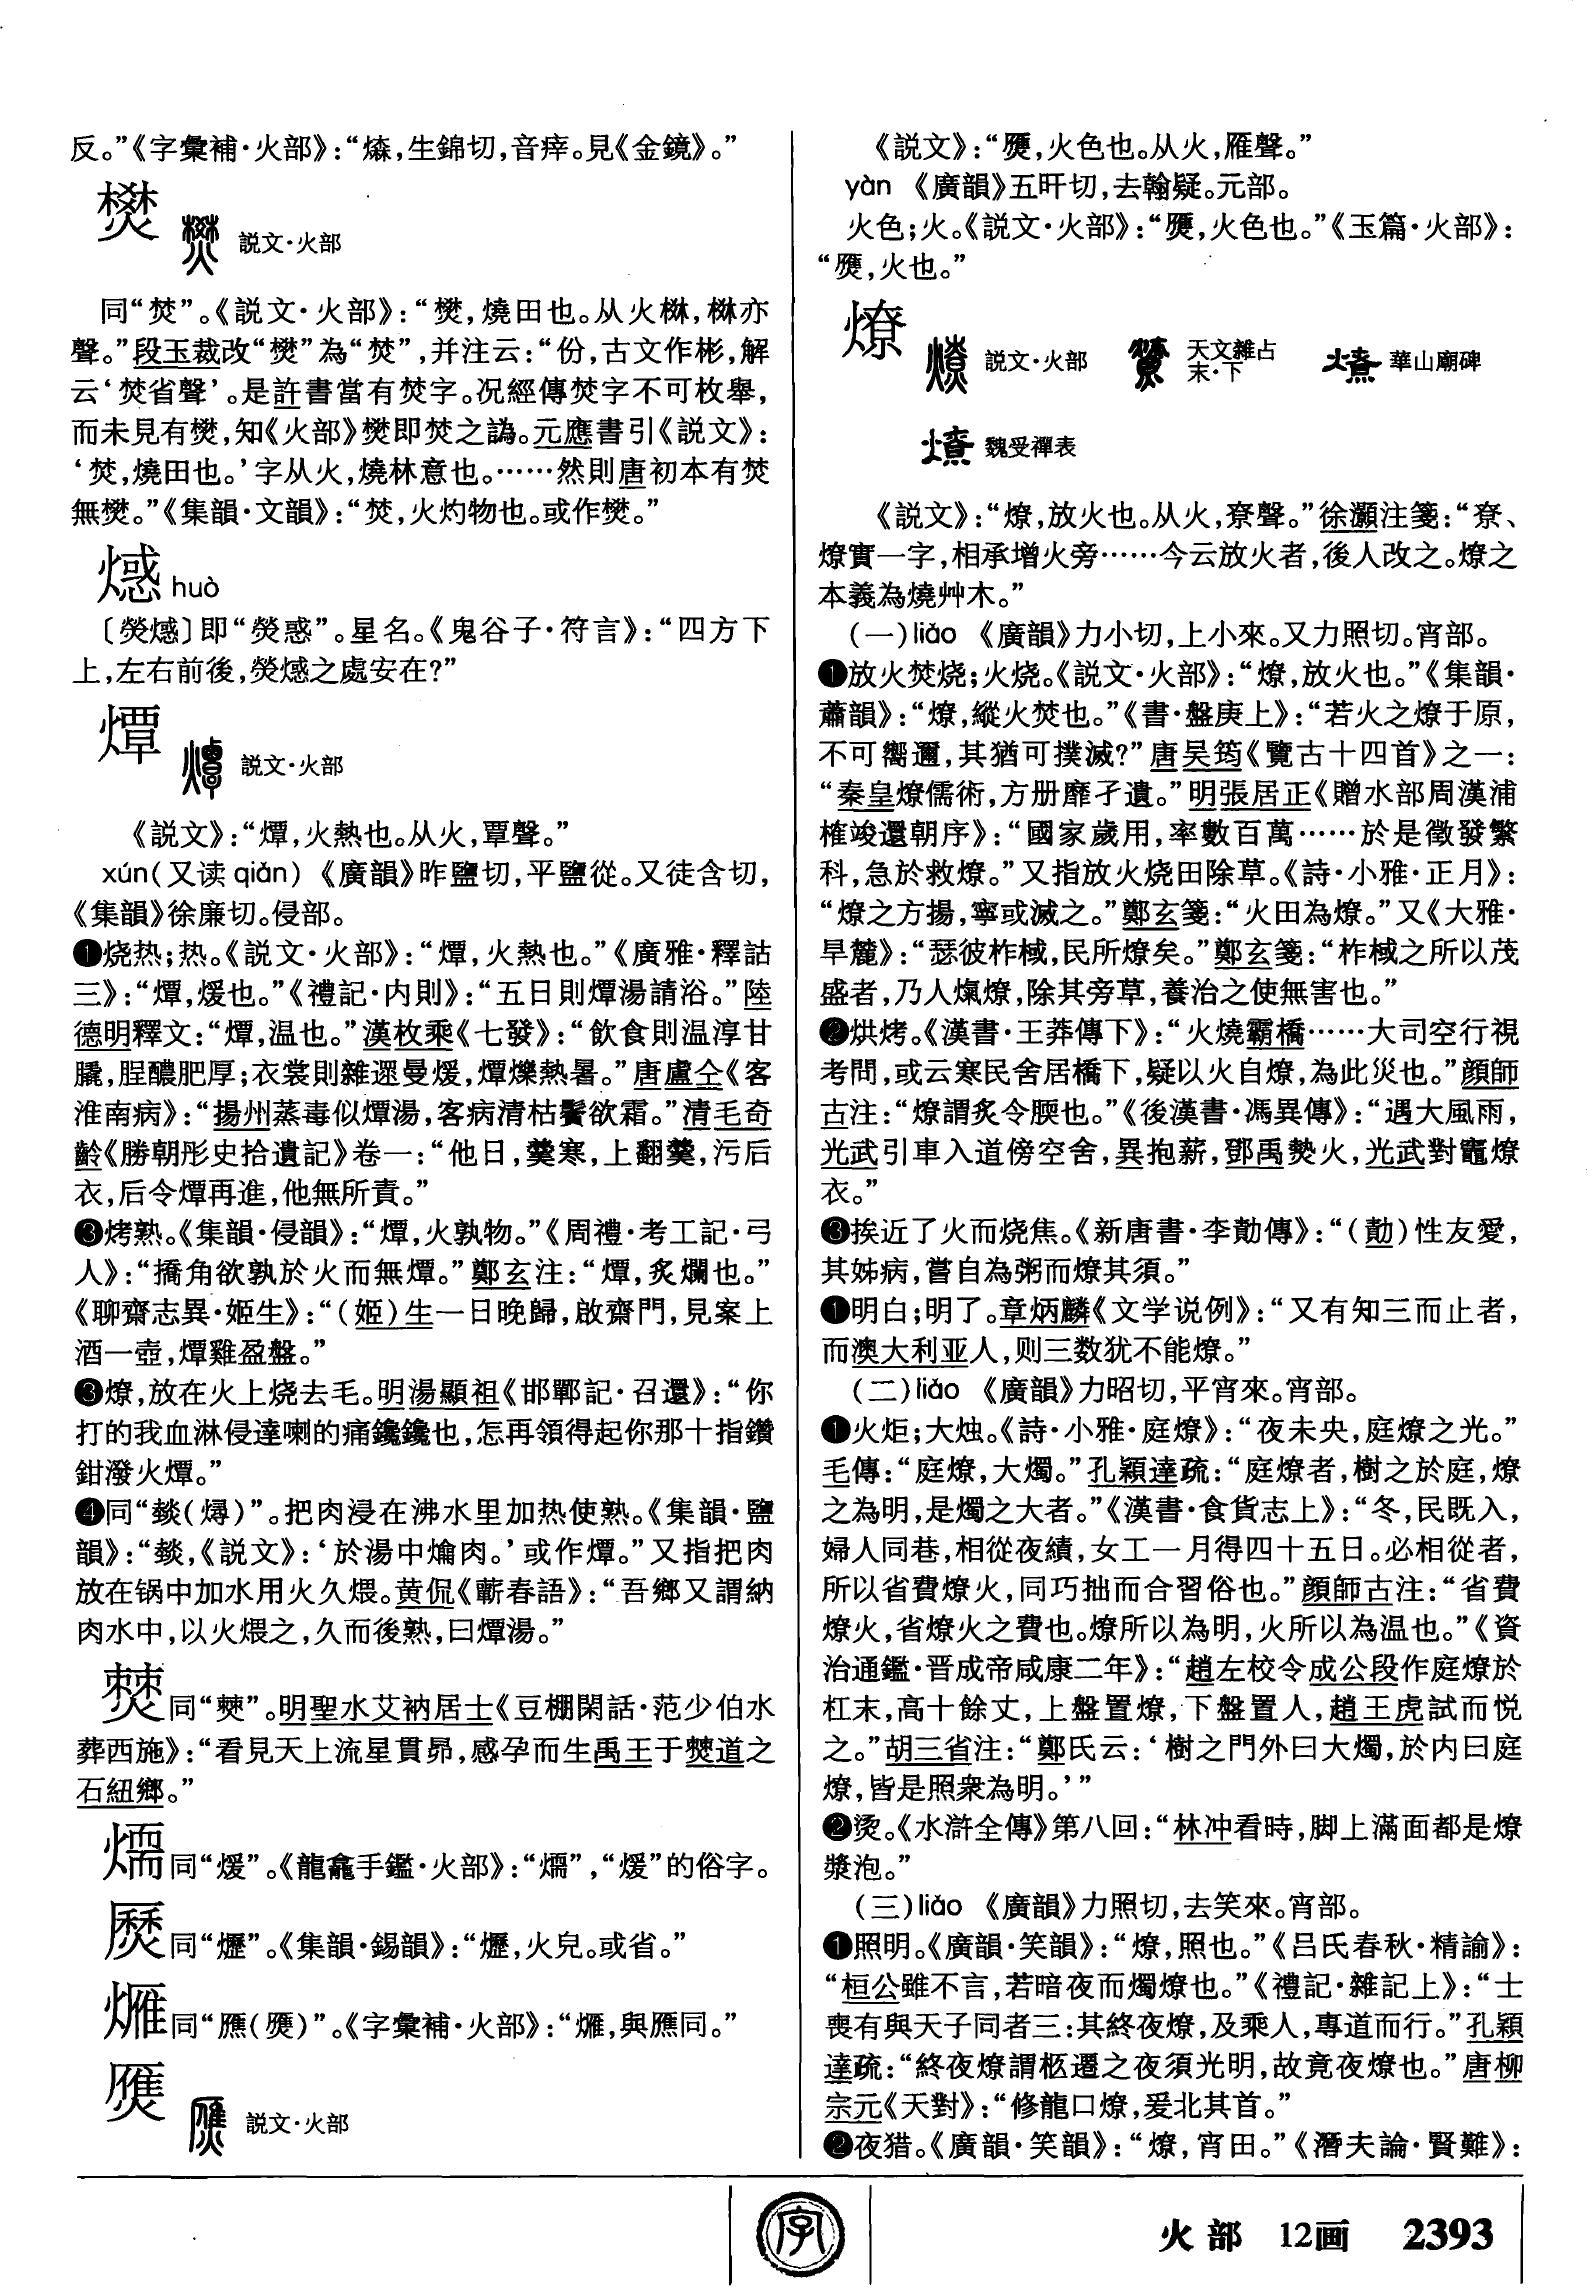 反。”《字彙補·火部》:“㷣,生錦切,音瘁。見《金鏡》。”
燓 説文·火部
同“焚”。《説文·火部》:“燓,燒田也。从火棥,棥亦
聲。”段玉裁改“燓”為“焚”,并注云:“份,古文作彬,解
云‘焚省聲’。是許書當有焚字。况經傳焚字不可枚舉,
而未見有燓,知《火部》燓即焚之譌。元應書引《説文》:
‘焚,燒田也。’字从火,燒林意也。……然則唐初本有焚
無燓。”《集韻·文韻》:“焚,火灼物也。或作燓。”
㷯 huò
〔熒㷯〕即“熒惑”。星名。《鬼谷子·符言》:“四方下
上,左右前後,熒㷯之處安在?”
燂 説文·火部
《説文》:“燂,火熱也。从火,覃聲。”
xún(又读qián) 《廣韻》昨鹽切,平鹽從。又徒含切,
《集韻》徐廉切。侵部。
❶烧热;热。《説文·火部》:“燂,火熱也。”《廣雅·釋詁
三》:“燂,煖也。”《禮記·内則》:“五日則燂湯請浴。”陸
德明釋文:“燂,温也。”漢枚乘《七發》:“飲食則温淳甘
膬,脭醲肥厚;衣裳則雜遝曼煖,燂爍熱暑。”唐盧仝《客
淮南病》:“揚州蒸毒似燂湯,客病清枯鬢欲霜。”清毛奇
齡《勝朝彤史拾遺記》卷一:“他日,羹寒,上翻羹,污后
衣,后令燂再進,他無所責。”
❸烤熟。《集韻·侵韻》:“燂,火孰物。”《周禮·考工記·弓
人》:“撟角欲孰於火而無燂。”鄭玄注:“燂,炙爛也。”
《聊齋志異·姬生》:“(姬)生一日晚歸,啟齋門,見案上
酒一壺,燂雞盈盤。”
❸燎,放在火上烧去毛。明湯顯祖《邯鄲記·召還》:“你
打的我血淋侵達喇的痛鑱鑱也,怎再領得起你那十指鑽
鉗潑火燂。”
❹同“燅(燖)”。把肉浸在沸水里加热使熟。《集韻·鹽
韻》:“燅,《説文》:‘於湯中爚肉。’或作燂。”又指把肉
放在锅中加水用火久煨。黄侃《蘄春語》:“吾鄉又謂納
肉水中,以火煨之,久而後熟,曰燂湯。”
同“僰”。明聖水艾衲居士《豆棚閑話·范少伯水
葬西施》:“看見天上流星貫昴,感孕而生禹王于道之
石紐鄉。”
燸同“煖”。《龍龕手鑑·火部》:“燸”,“煖”的俗字。
同“爏”。《集韻·錫韻》:“爏,火皃。或省。”
同“㷼(爂)”。《字彙補·火部》:“,與㷼同。”
説文·火部
《説文》:“,火色也。从火,雁聲。”
yàn 《廣韻》五旰切,去翰疑。元部。
火色;火。《説文·火部》:“,火色也。”《玉篇·火部》:
“,火也。”
燎 説文·火部 天文雜占末·下 華山廟碑
魏受禪表
《説文》:“燎,放火也。从火,尞聲。”徐灝注箋:“尞、
燎實一字,相承增火旁……今云放火者,後人改之。燎之
本義為燒艸木。”
(一)liǎo 《廣韻》力小切,上小來。又力照切。宵部。
❶放火焚烧;火烧。《説文·火部》:“燎,放火也。”《集韻·
蕭韻》:“燎,縱火焚也。”《書·盤庚上》:“若火之燎于原,
不可嚮邇,其猶可撲滅?”唐吴筠《覽古十四首》之一:
“秦皇燎儒術,方册靡孑遺。”明張居正《贈水部周漢浦
榷竣還朝序》:“國家歲用,率數百萬……於是徵發繁
科,急於救燎。”又指放火烧田除草。《詩·小雅·正月》:
“燎之方揚,寧或滅之。”鄭玄箋:“火田為燎。”又《大雅·
旱麓》:“瑟彼柞棫,民所燎矣。”鄭玄箋:“柞棫之所以茂
盛者,乃人熂燎,除其旁草,養治之使無害也。”
❷烘烤。《漢書·王莽傳下》:“火燒霸橋……大司空行視
考問,或云寒民舍居橋下,疑以火自燎,為此災也。”顔師
古注:“燎謂炙令腝也。”《後漢書·馮異傳》:“遇大風雨,
光武引車入道傍空舍,異抱薪,鄧禹爇火,光武對竈燎
衣。”
❸挨近了火而烧焦。《新唐書·李勣傳》:“(勣)性友愛,
其姊病,嘗自為粥而燎其須。”
❶明白;明了。章炳麟《文学说例》:“又有知三而止者,
而澳大利亚人,则三数犹不能燎。”
(二)liǎo 《廣韻》力昭切,平宵來。宵部。
❶火炬;大烛。《詩·小雅·庭燎》:“夜未央,庭燎之光。”
毛傳:“庭燎,大燭。”孔穎達疏:“庭燎者,樹之於庭,燎
之為明,是燭之大者。”《漢書·食貨志上》:“冬,民既入,
婦人同巷,相從夜績,女工一月得四十五日。必相從者,
所以省費燎火,同巧拙而合習俗也。”顔師古注:“省費
燎火,省燎火之費也。燎所以為明,火所以為温也。”《資
治通鑑·晋成帝咸康二年》:“趙左校令成公段作庭燎於
杠末,高十餘丈,上盤置燎,下盤置人,趙王虎試而悦
之。”胡三省注:“鄭氏云:‘樹之門外曰大燭,於内曰庭
燎,皆是照衆為明。’”
❷烫。《水滸全傳》第八回:“林冲看時,脚上滿面都是燎
漿泡。”
(三)liǎo 《廣韻》力照切,去笑來。宵部。
❶照明。《廣韻·笑韻》:“燎,照也。”《吕氏春秋·精諭》:
“桓公雖不言,若暗夜而燭燎也。”《禮記·雜記上》:“士
喪有與天子同者三:其終夜燎,及乘人,專道而行。”孔穎
達疏:“終夜燎謂柩遷之夜須光明,故竟夜燎也。”唐柳
宗元《天對》:“修龍口燎,爰北其首。”
❷夜猎。《廣韻·笑韻》:“燎,宵田。”《潛夫論·賢難》:
字
火部 12画 2393